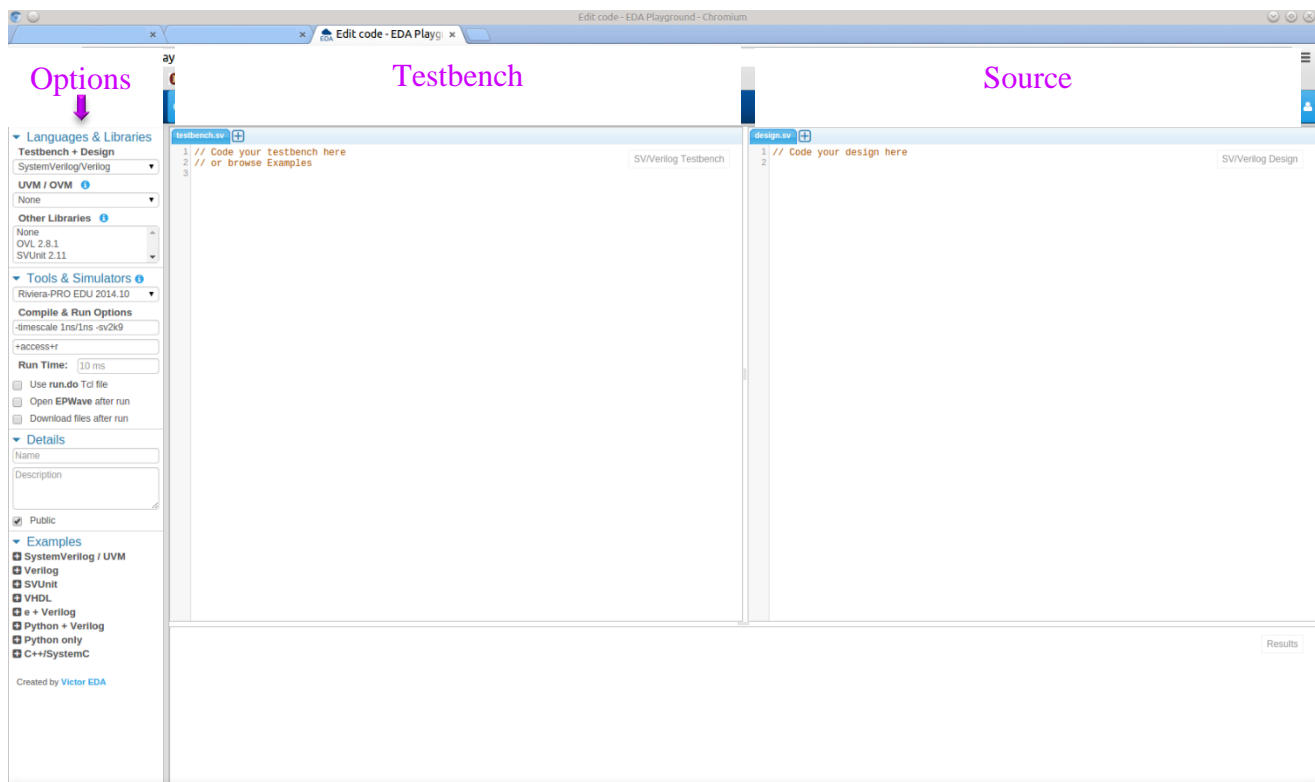 Edit code - EDA Playground - Chromium
EDA Edit code - EDA Playg
ay
Options
Testbench
Source
Languages & Libraries
Testbench + Design
SystemVerilog/Verilog
UVM / OVM
None
Other Libraries
None
OVL 2.8.1
SVUnit 2.11
Tools & Simulators
Riviera-PRO EDU 2014.10
Compile & Run Options
-timescale 1ns/1ns -sv2k9
+access+r
Run Time: 10 ms
Use run.do Tcl file
Open EPWave after run
Download files after run
Details
Name
Description
Public
Examples
SystemVerilog / UVM
Verilog
SVUnit
VHDL
e + Verilog
Python + Verilog
Python only
C++/SystemC
Created by Victor EDA
testbench.sv
1 // Code your testbench here
2 // or browse Examples
3
SV/Verilog Testbench
design.sv
1 // Code your design here
2
SV/Verilog Design
Results